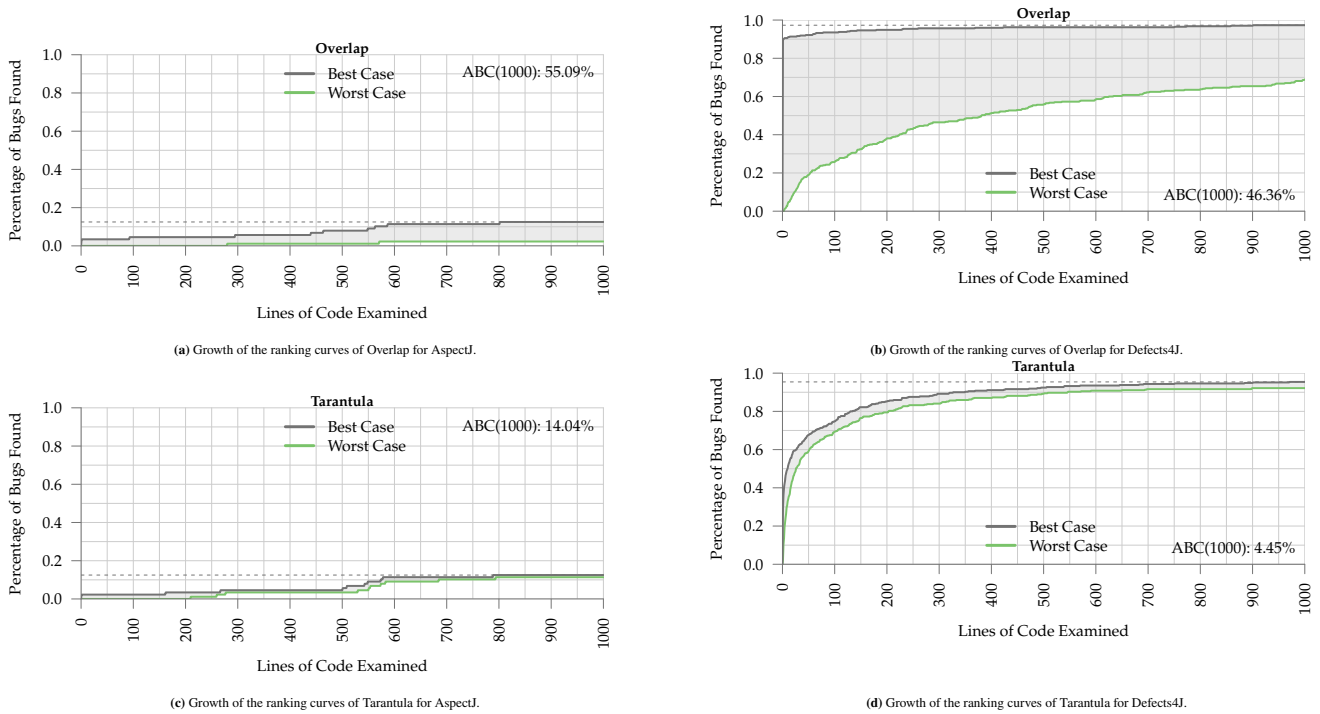 Overlap
Percentage of Bugs Found
1.0
0.8
0.6
0.4
0.2
0.0
Best Case
Worst Case
ABC(1000): 55.09%
0 100 200 300 400 500 600 700 800 900 1000
Lines of Code Examined
(a) Growth of the ranking curves of Overlap for AspectJ.
Overlap
Percentage of Bugs Found
1.0
0.8
0.6
0.4
0.2
0.0
Best Case
Worst Case
ABC(1000): 46.36%
0 100 200 300 400 500 600 700 800 900 1000
Lines of Code Examined
(b) Growth of the ranking curves of Overlap for Defects4J.
Tarantula
Percentage of Bugs Found
1.0
0.8
0.6
0.4
0.2
0.0
Best Case
Worst Case
ABC(1000): 14.04%
0 100 200 300 400 500 600 700 800 900 1000
Lines of Code Examined
(c) Growth of the ranking curves of Tarantula for AspectJ.
Tarantula
Percentage of Bugs Found
1.0
0.8
0.6
0.4
0.2
0.0
Best Case
Worst Case
ABC(1000): 4.45%
0 100 200 300 400 500 600 700 800 900 1000
Lines of Code Examined
(d) Growth of the ranking curves of Tarantula for Defects4J.